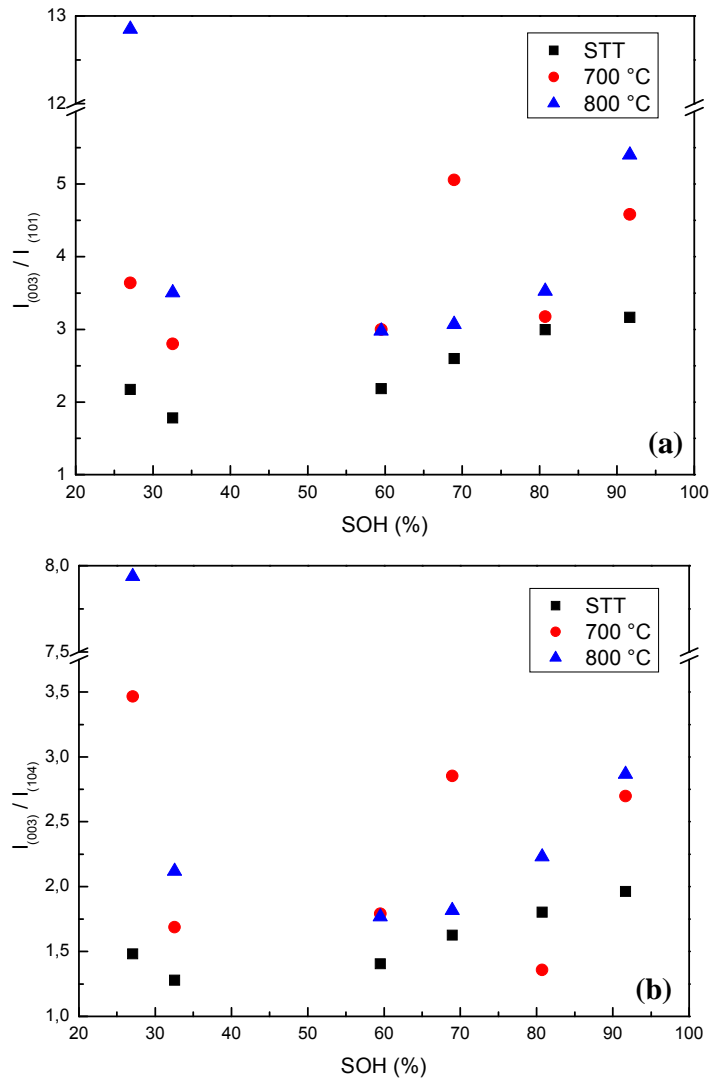 13
12
5
4
3
2
1
I(003) / I (101)
STT
700 °C
800 °C
(a)
20 30 40 50 60 70 80 90 100
SOH (%)
8,0
7,5
3,5
3,0
2,5
2,0
1,5
1,0
I(003) / I(104)
STT
700 °C
800 °C
(b)
20 30 40 50 60 70 80 90 100
SOH (%)